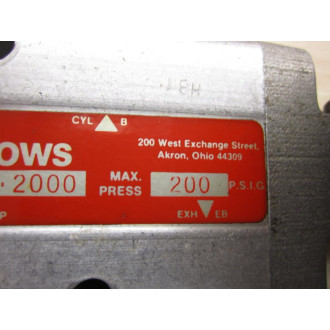 CYL B
200 West Exchange Street,
Akron, Ohio 44309
OWS
-2000
MAX.
PRESS 200 P.S.I.G
P
EXH EB